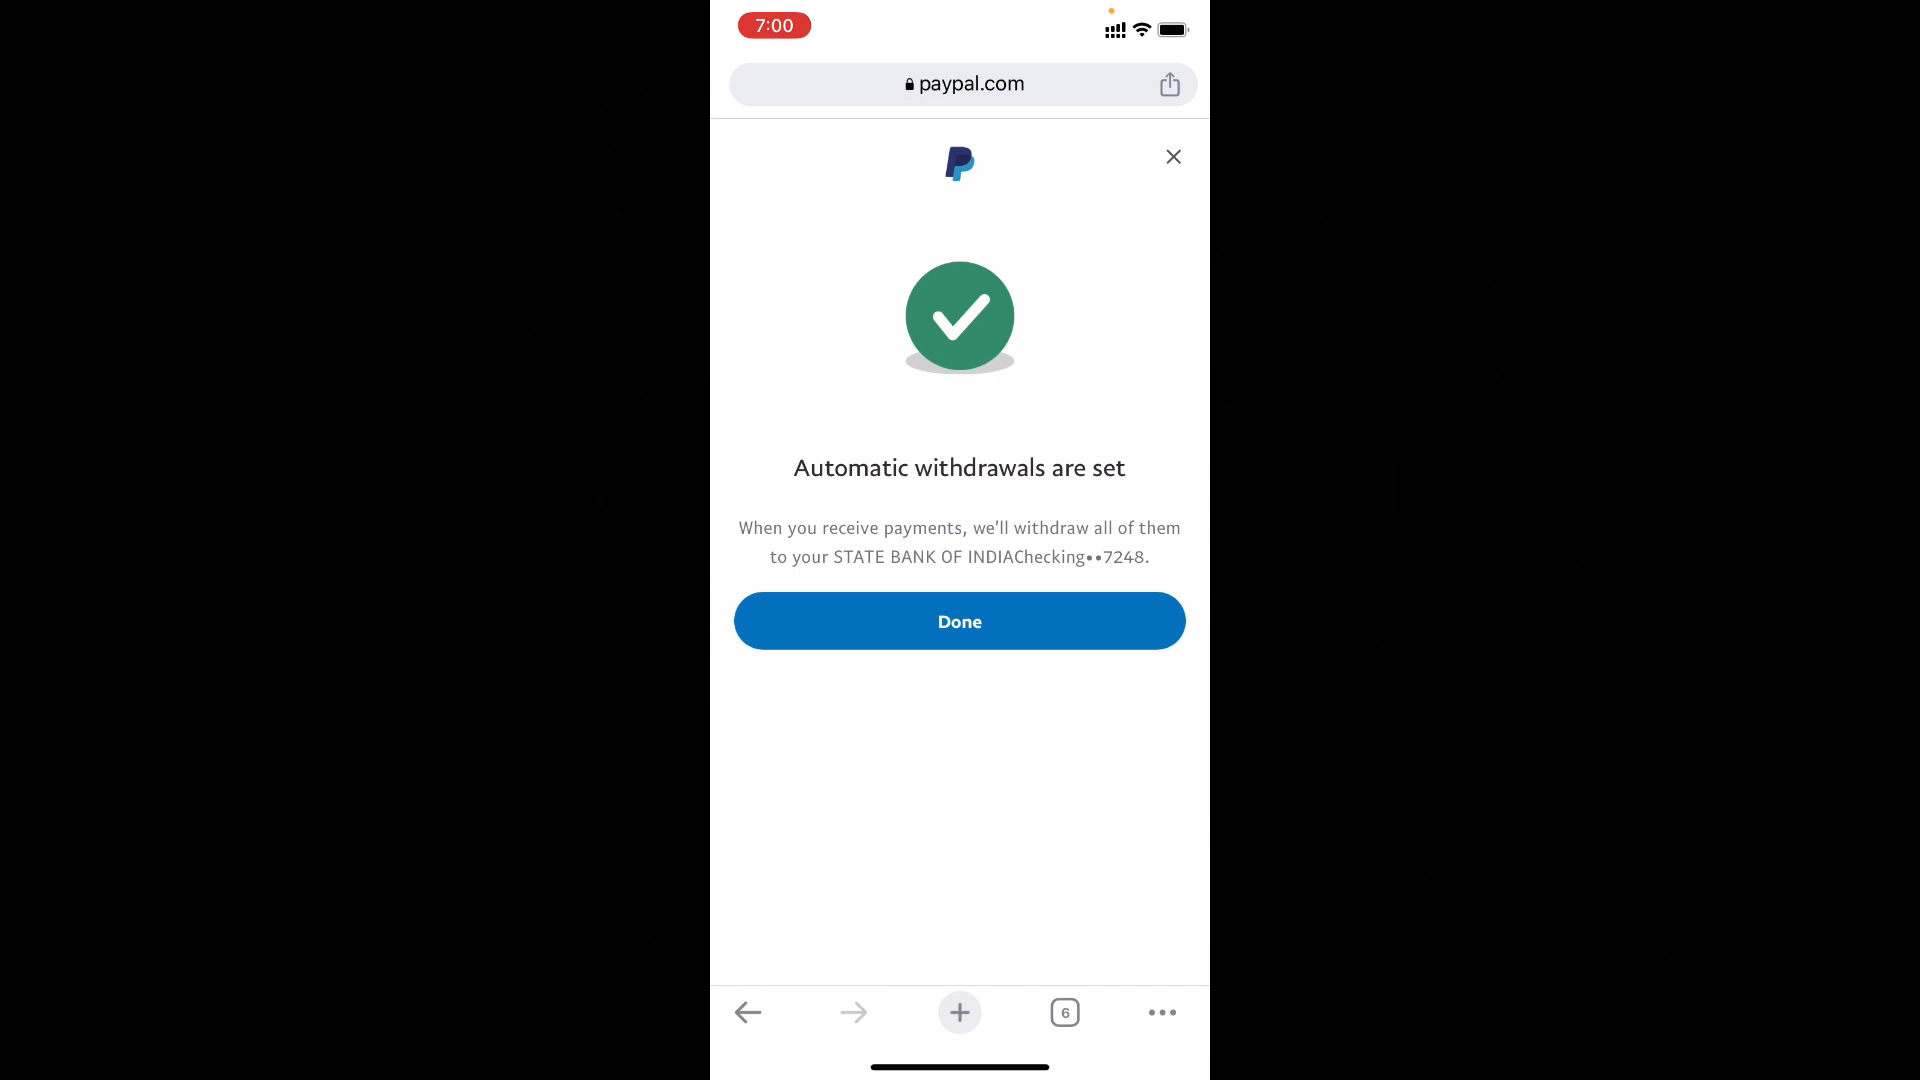 7:00
paypal.com
Automatic withdrawals are set
When you receive payments, we'll withdraw all of them
to your STATE BANK OF INDIAChecking••7248.
Done
6